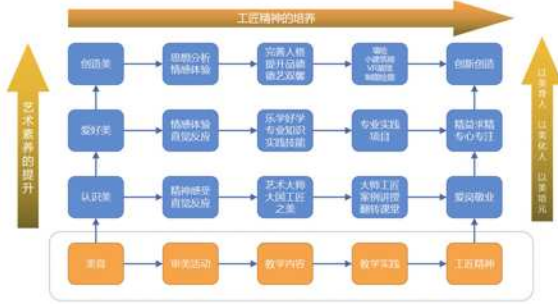 工匠精神的培养
艺术素养的提升
创造美
思想分析
情感体验
完善人格
提升品德
德艺双馨
创新创造
爱好美
情感体验
直觉反应
乐学好学
专业知识
实践技能
专业实践
项目
精益求精
专心专注
认识美
精神感受
直觉反应
艺术大师
大国工匠
之美
大师工匠
案例讲授
翻转课堂
爱岗敬业
美育
审美活动
教学内容
教学实践
工匠精神
以美育人 以美化人 以美培元